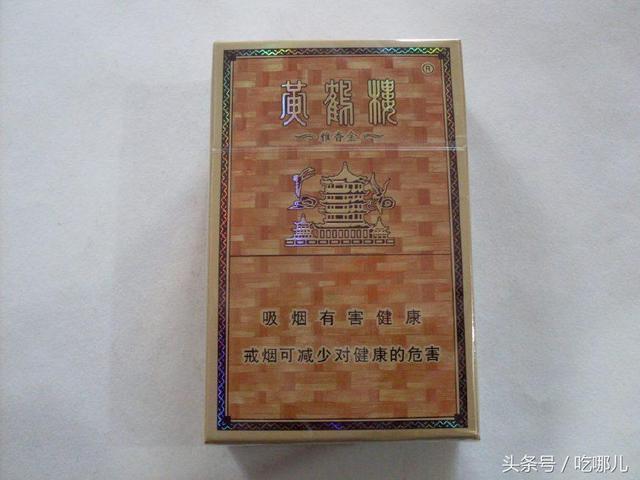 黄鹤楼
®
雅香金
吸烟有害健康
戒烟可减少对健康的危害
头条号/吃哪儿